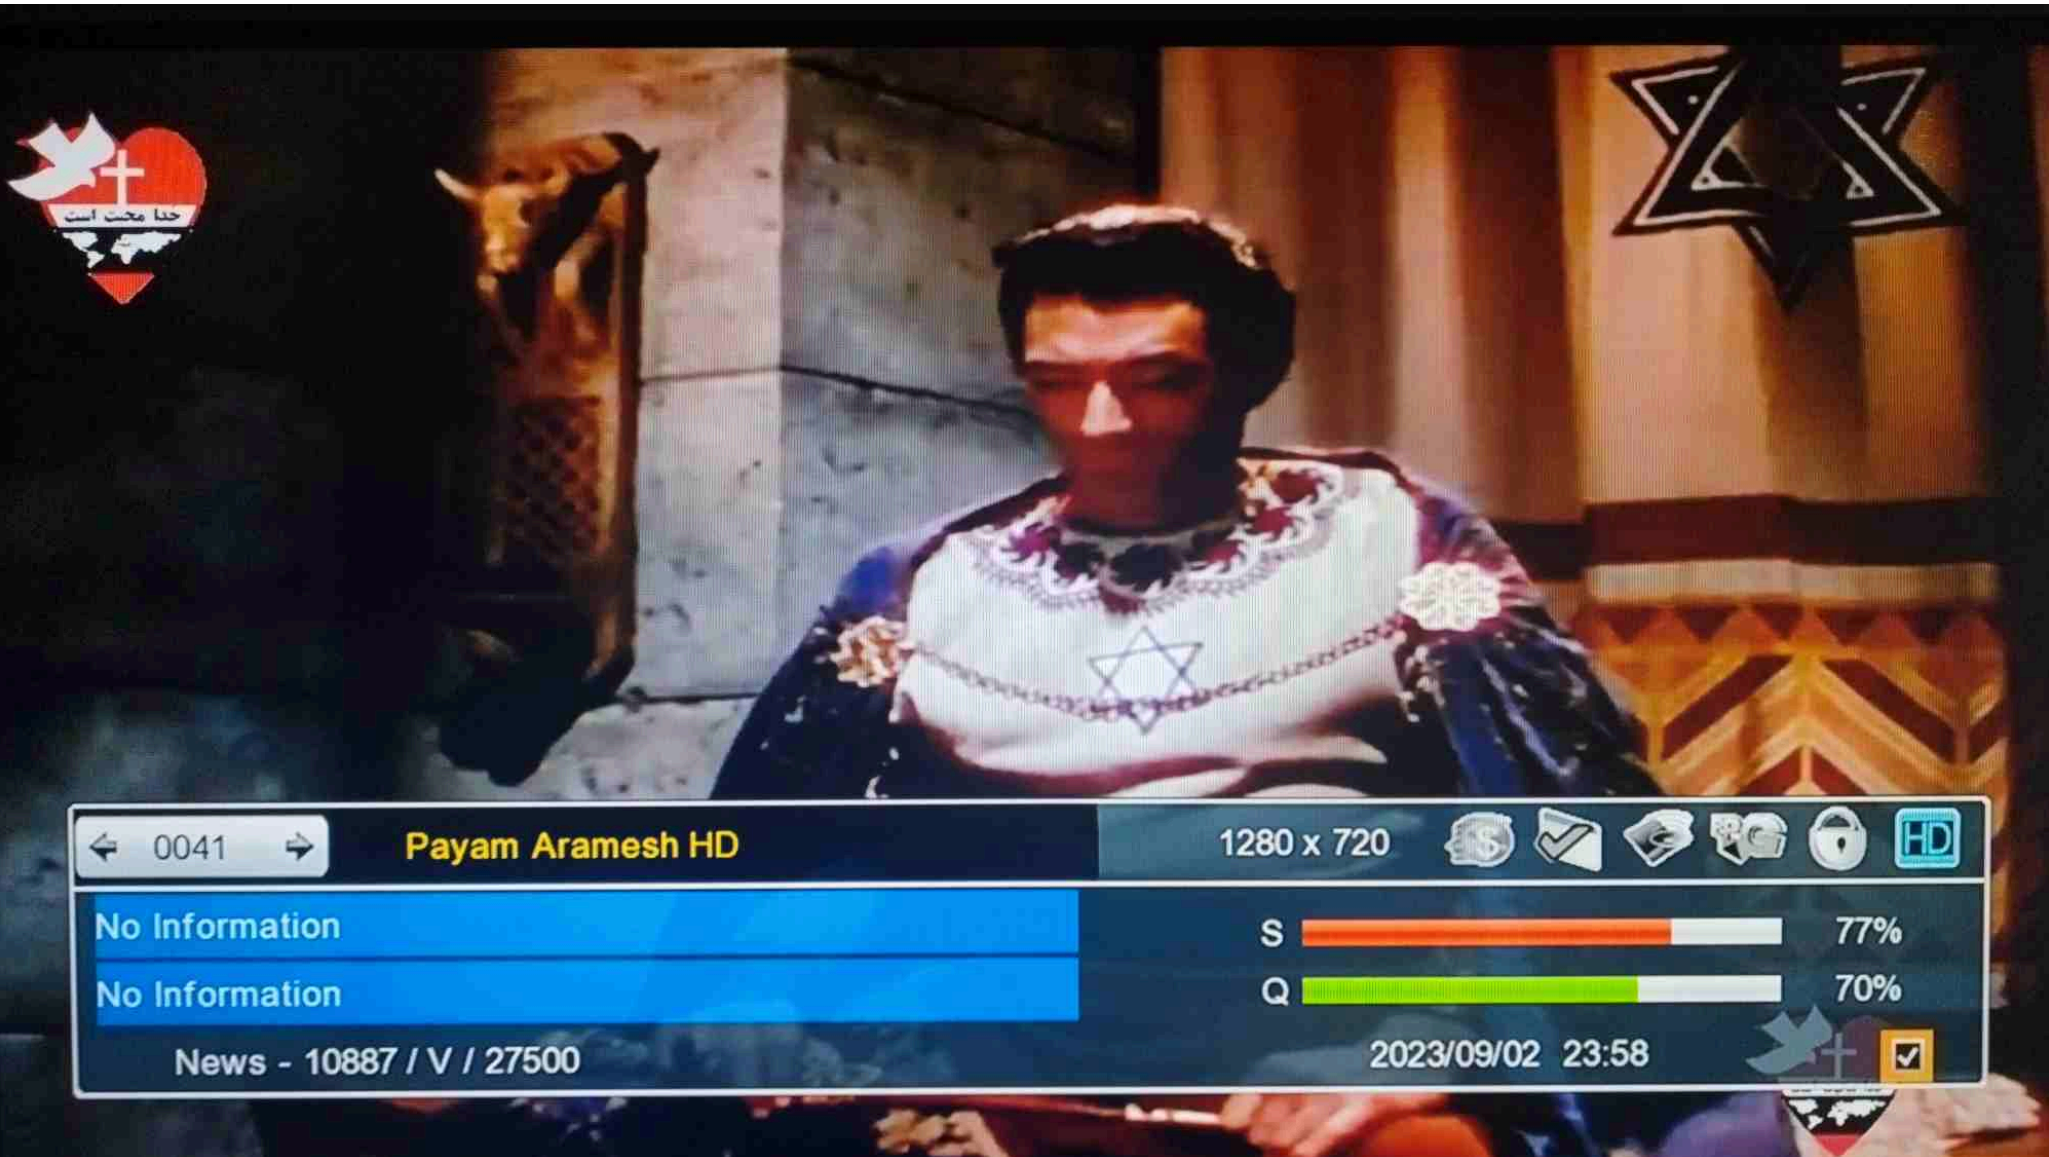 خدا محبت است
0041
Payam Aramesh HD
1280 x 720
HD
No Information
S
77%
No Information
Q
70%
News - 10887 / V / 27500
2023/09/02 23:58